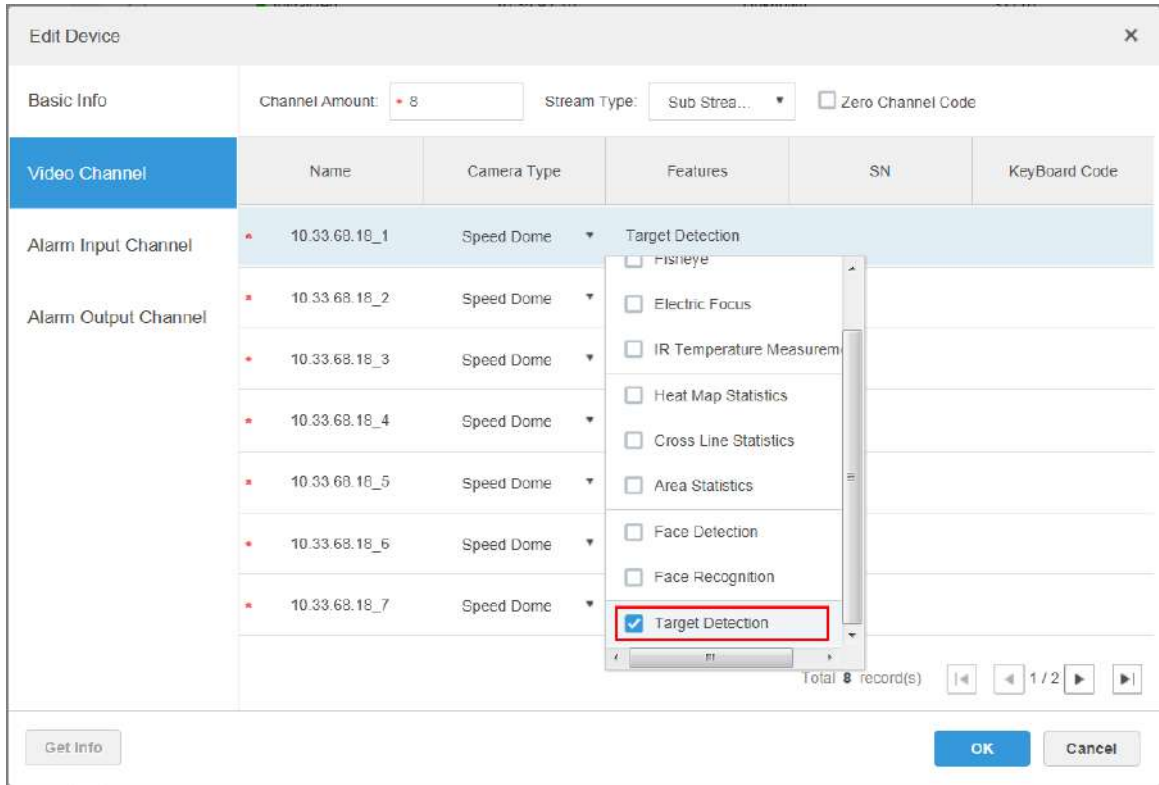 Edit Device
Basic Info
Channel Amount: * 8 Stream Type: Sub Strea... Zero Channel Code
Video Channel
Name Camera Type Features SN KeyBoard Code
Alarm Input Channel
* 10.33.68.18_1 Speed Dome Target Detection
Fisheye
Alarm Output Channel
* 10.33.68.18_2 Speed Dome Electric Focus
* 10.33.68.18_3 Speed Dome IR Temperature Measurem
Heat Map Statistics
* 10.33.68.18_4 Speed Dome
Cross Line Statistics
* 10.33.68.18_5 Speed Dome Area Statistics
* 10.33.68.18_6 Speed Dome Face Detection
Face Recognition
* 10.33.68.18_7 Speed Dome
Target Detection
Total 8 record(s) 1 / 2
Get Info OK Cancel